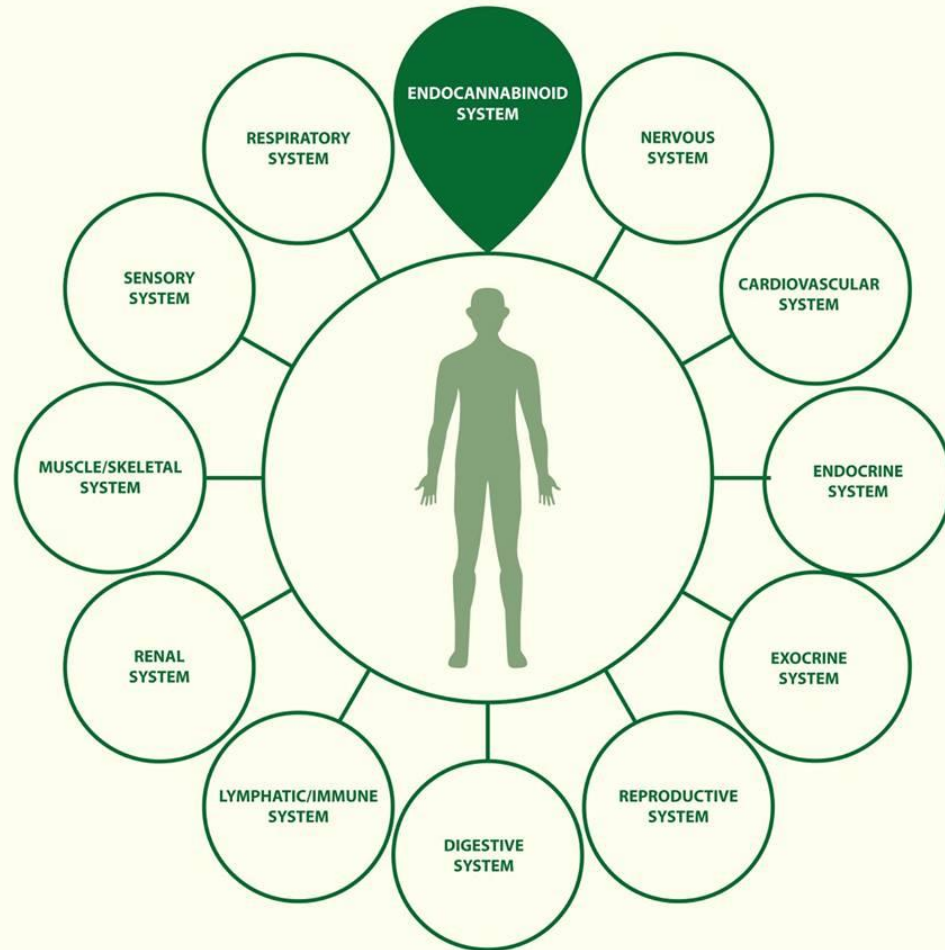 ENDOCANNABINOID
SYSTEM
NERVOUS
SYSTEM
CARDIOVASCULAR
SYSTEM
ENDOCRINE
SYSTEM
EXOCRINE
SYSTEM
REPRODUCTIVE
SYSTEM
DIGESTIVE
SYSTEM
LYMPHATIC/IMMUNE
SYSTEM
RENAL
SYSTEM
MUSCLE/SKELETAL
SYSTEM
SENSORY
SYSTEM
RESPIRATORY
SYSTEM